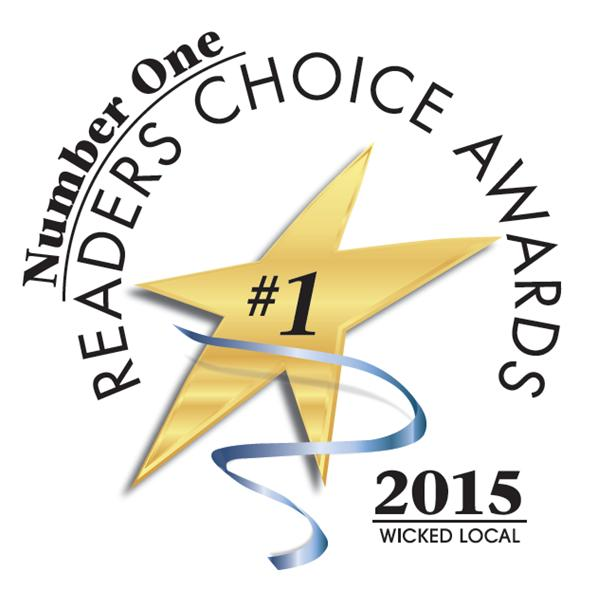 Number One
READERS CHOICE AWARDS
#1
2015
WICKED LOCAL